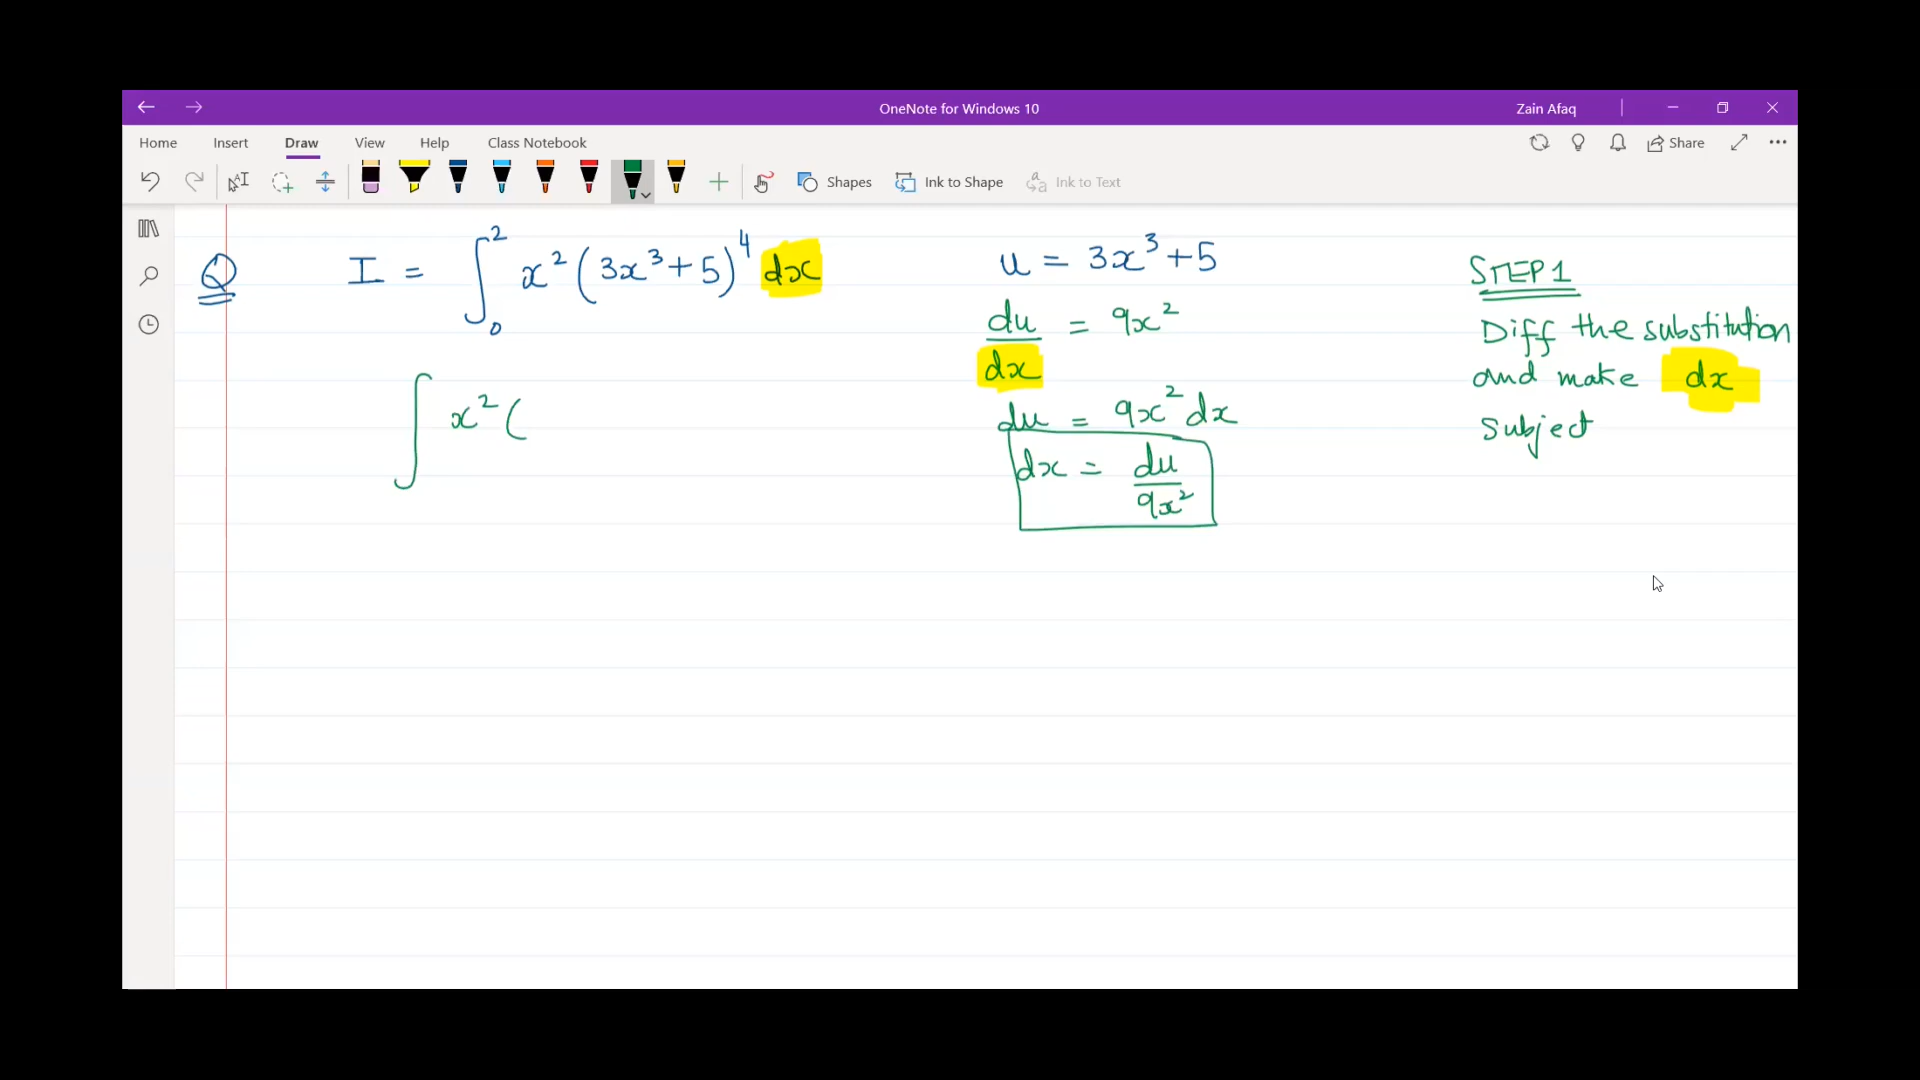 OneNote for Windows 10
Zain Afaq
Home Insert Draw View Help Class Notebook
Share
Shapes Ink to Shape Ink to Text
Q I = ∫₀² x²(3x³+5)⁴ dx
∫ x²(
u = 3x³+5
du/dx = 9x²
du = 9x²dx
dx = du/9x²
STEP 1
Diff the substitution
and make dx
subject